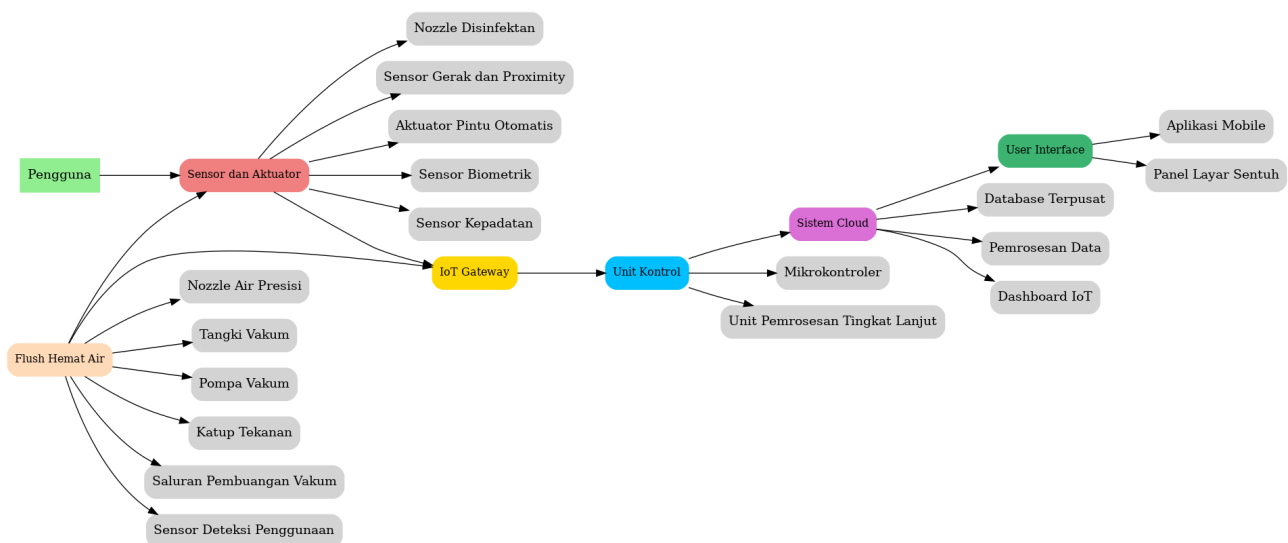 Nozzle Disinfektan
Sensor Gerak dan Proximity
Aktuator Pintu Otomatis
Pengguna
Sensor dan Aktuator
Sensor Biometrik
Sensor Kepadatan
IoT Gateway
Unit Kontrol
Sistem Cloud
User Interface
Aplikasi Mobile
Panel Layar Sentuh
Database Terpusat
Pemrosesan Data
Dashboard IoT
Mikrokontroler
Unit Pemrosesan Tingkat Lanjut
Flush Hemat Air
Nozzle Air Presisi
Tangki Vakum
Pompa Vakum
Katup Tekanan
Saluran Pembuangan Vakum
Sensor Deteksi Penggunaan